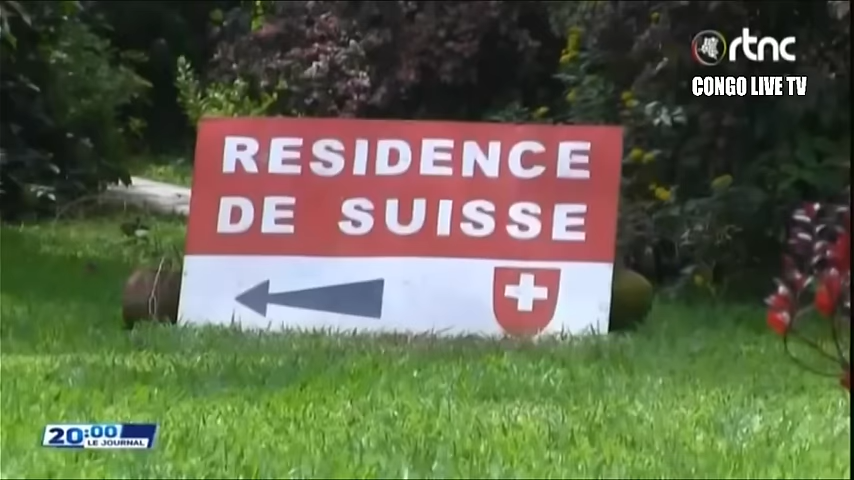 rtnc
CONGO LIVE TV
RESIDENCE
DE SUISSE
20:00
LE JOURNAL